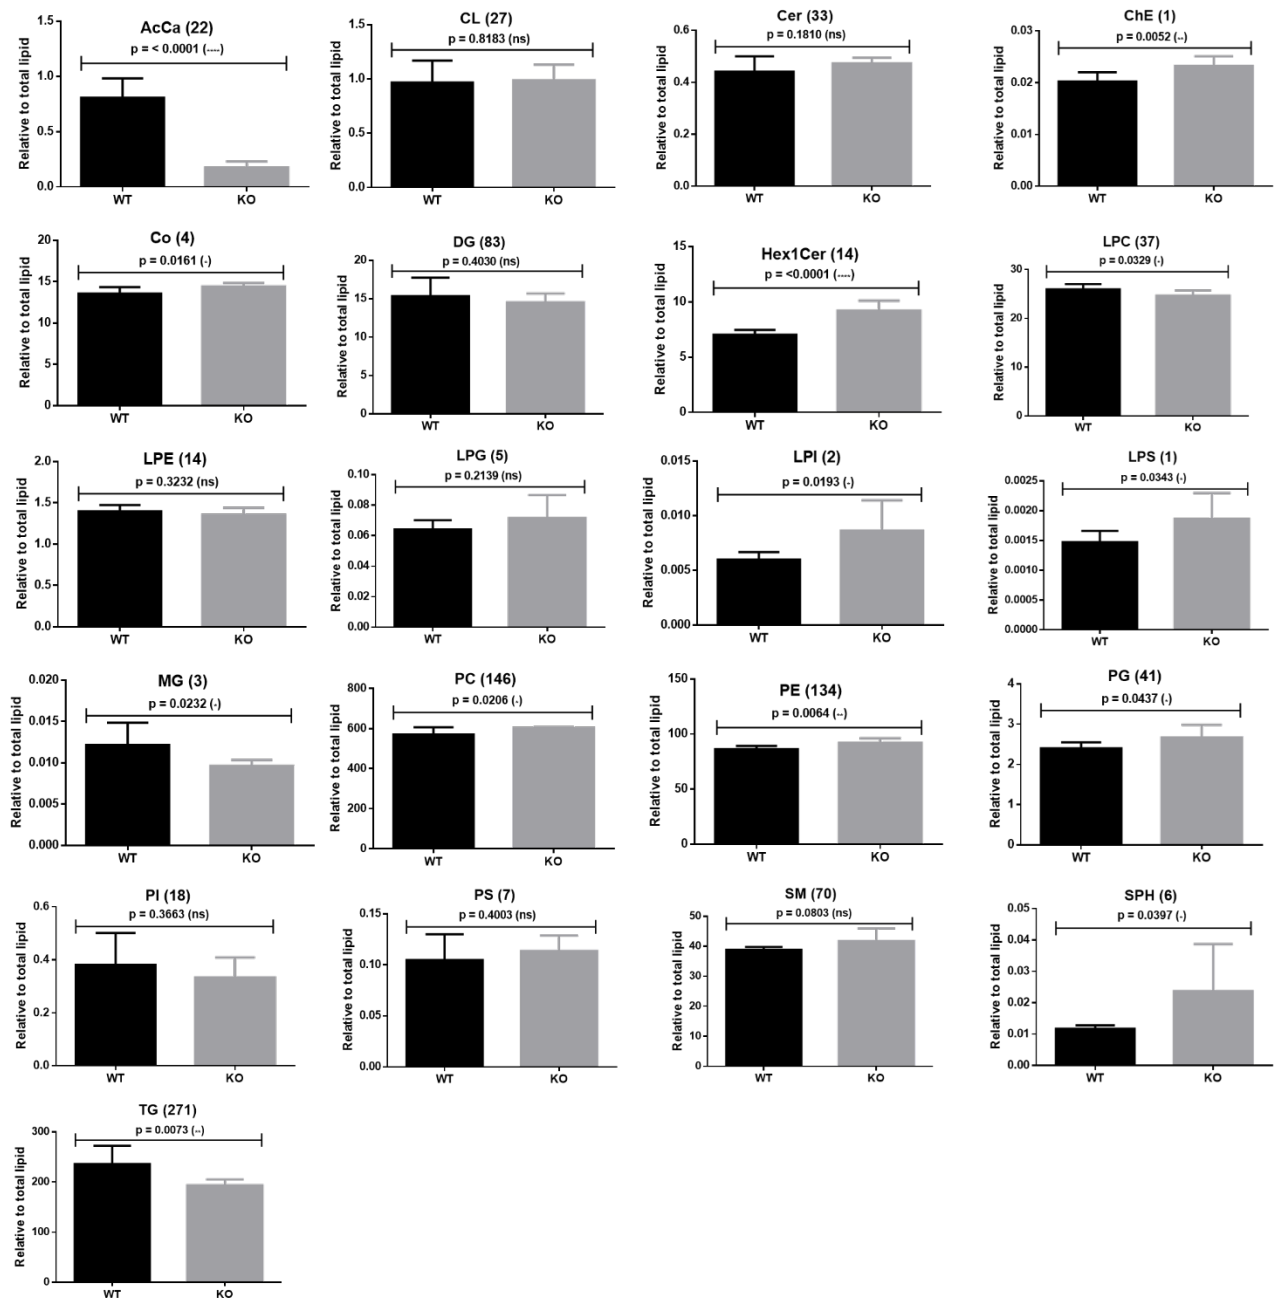 AcCa (22)
p = < 0.0001 (----)
Relative to total lipid
1.5
1.0
0.5
0.0
WT
KO
CL (27)
p = 0.8183 (ns)
Relative to total lipid
1.5
1.0
0.5
0.0
WT
KO
Cer (33)
p = 0.1810 (ns)
Relative to total lipid
0.6
0.4
0.2
0.0
WT
KO
ChE (1)
p = 0.0052 (--)
Relative to total lipid
0.03
0.02
0.01
0.00
WT
KO
Co (4)
p = 0.0161 (-)
Relative to total lipid
20
15
10
5
0
WT
KO
DG (83)
p = 0.4030 (ns)
Relative to total lipid
20
15
10
5
0
WT
KO
Hex1Cer (14)
p = <0.0001 (----)
Relative to total lipid
15
10
5
0
WT
KO
LPC (37)
p = 0.0329 (-)
Relative to total lipid
30
20
10
0
WT
KO
LPE (14)
p = 0.3232 (ns)
Relative to total lipid
2.0
1.5
1.0
0.5
0.0
WT
KO
LPG (5)
p = 0.2139 (ns)
Relative to total lipid
0.10
0.08
0.06
0.04
0.02
0.00
WT
KO
LPI (2)
p = 0.0193 (-)
Relative to total lipid
0.015
0.010
0.005
0.000
WT
KO
LPS (1)
p = 0.0343 (-)
Relative to total lipid
0.0025
0.0020
0.0015
0.0010
0.0005
0.0000
WT
KO
MG (3)
p = 0.0232 (-)
Relative to total lipid
0.020
0.015
0.010
0.005
0.000
WT
KO
PC (146)
p = 0.0206 (-)
Relative to total lipid
800
600
400
200
0
WT
KO
PE (134)
p = 0.0064 (--)
Relative to total lipid
150
100
50
0
WT
KO
PG (41)
p = 0.0437 (-)
Relative to total lipid
4
3
2
1
0
WT
KO
PI (18)
p = 0.3663 (ns)
Relative to total lipid
0.6
0.4
0.2
0.0
WT
KO
PS (7)
p = 0.4003 (ns)
Relative to total lipid
0.15
0.10
0.05
0.00
WT
KO
SM (70)
p = 0.0803 (ns)
Relative to total lipid
50
40
30
20
10
0
WT
KO
SPH (6)
p = 0.0397 (-)
Relative to total lipid
0.05
0.04
0.03
0.02
0.01
0.00
WT
KO
TG (271)
p = 0.0073 (--)
Relative to total lipid
300
200
100
0
WT
KO